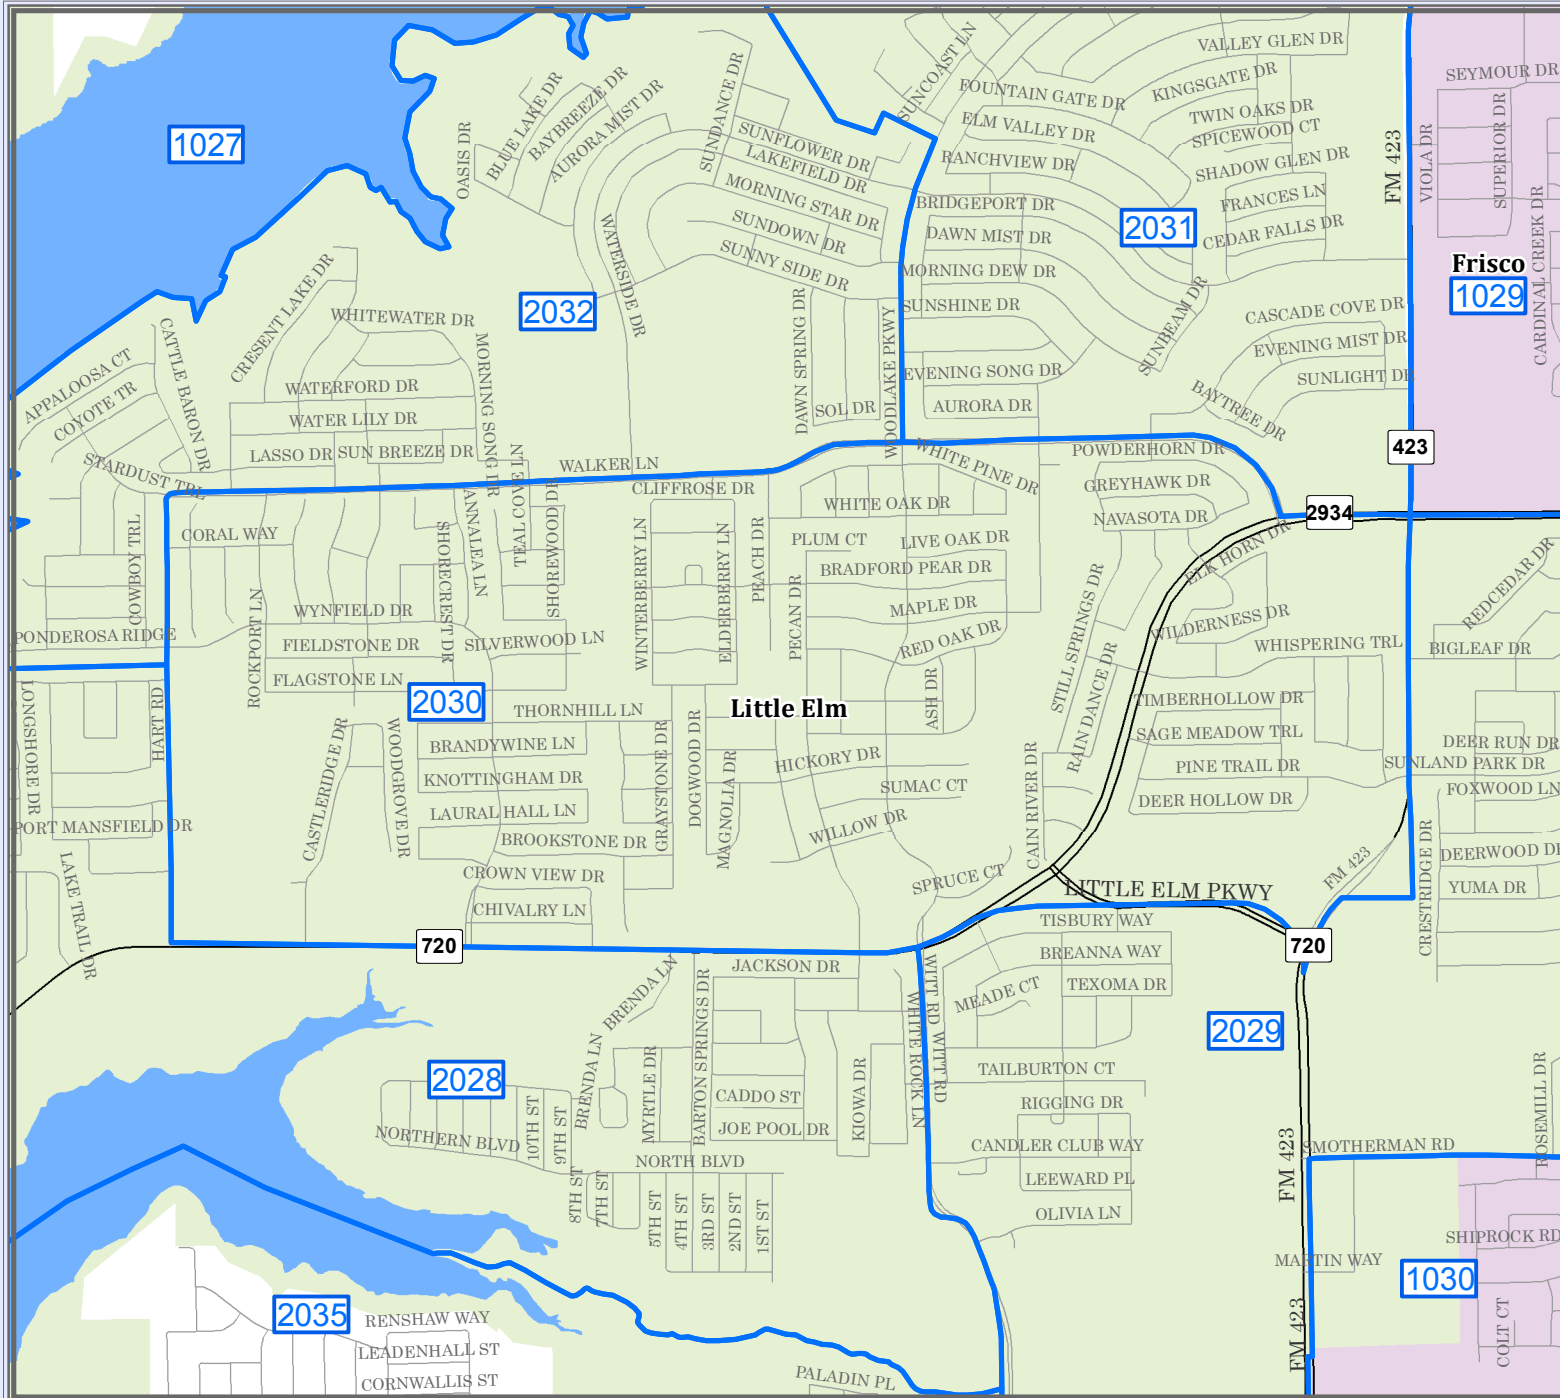 VALLEY GLEN DR
SUNCOAST LN
KINGSGATE DR
SEYMOUR DR
FOUNTAIN GATE DR
TWIN OAKS DR
BLUE LAKE DR
BAYBREEZE DR
AURORA MIST DR
SUNDANCE DR
ELM VALLEY DR
SPICEWOOD CT
SUPERIOR DR
VIOLA DR
FM 423
1027
OASIS DR
SUNFLOWER DR
LAKEFIELD DR
RANCHVIEW DR
SHADOW GLEN DR
MORNING STAR DR
BRIDGEPORT DR
FRANCES LN
2031
SUNDOWN DR
DAWN MIST DR
CEDAR FALLS DR
CARDINAL CREEK DR
WATERSIDE DR
SUNNY SIDE DR
MORNING DEW DR
Frisco
1029
CRESENT LAKE DR
2032
SUNSHINE DR
SUNBEAM DR
CASCADE COVE DR
WHITEWATER DR
DAWN SPRING DR
WOODLAKE PKWY
EVENING MIST DR
CATTLE BARON DR
APPALOOSA CT
COYOTE TR
MORNING SONG DR
WATERFORD DR
EVENING SONG DR
SUNLIGHT DR
WATER LILY DR
SOL DR
AURORA DR
BAYTREE DR
LASSO DR
SUN BREEZE DR
STARDUST TRL
WALKER LN
WHITE PINE DR
POWDERHORN DR
423
CLIFFROSE DR
GREYHAWK DR
WHITE OAK DR
NAVASOTA DR
2934
ANNALEA LN
TEAL COVE LN
SHOREWOOD DR
CORAL WAY
COWBOY TRL
SHORECREST DR
WINTERBERRY LN
ELDERBERRY LN
PEACH DR
PLUM CT
LIVE OAK DR
ELK HORN DR
BRADFORD PEAR DR
REDCEDAR DR
PECAN DR
MAPLE DR
STILL SPRINGS DR
WILDERNESS DR
ROCKPORT LN
WYNFIELD DR
PONDEROSA RIDGE
FIELDSTONE DR
SILVERWOOD LN
RED OAK DR
WHISPERING TRL
BIGLEAF DR
FLAGSTONE LN
2030
THORNHILL LN
Little Elm
ASH DR
RAIN DANCE DR
TIMBERHOLLOW DR
LONGSHORE DR
HART RD
CASTLERIDGE DR
WOODGROVE DR
BRANDYWINE LN
GRAYSTONE DR
DOGWOOD DR
MAGNOLIA DR
HICKORY DR
SAGE MEADOW TRL
DEER RUN DR
KNOTTINGHAM DR
SUMAC CT
CAIN RIVER DR
PINE TRAIL DR
SUNLAND PARK DR
DEER HOLLOW DR
FOXWOOD LN
LAURAL HALL LN
WILLOW DR
PORT MANSFIELD DR
BROOKSTONE DR
CRESTRIDGE DR
DEERWOOD DR
LAKE TRAIL DR
CROWN VIEW DR
SPRUCE CT
FM 423
LITTLE ELM PKWY
YUMA DR
CHIVALRY LN
TISBURY WAY
720
720
BREANNA WAY
BRENDA LN
JACKSON DR
MEADE CT
TEXOMA DR
BARTON SPRINGS DR
WHITE ROCK LN
WITT RD
WITT RD
2029
TAILBURTON CT
2028
BRENDA LN
MYRTLE DR
CADDO ST
KIOWA DR
RIGGING DR
ROSEMILL DR
NORTHERN BLVD
10TH ST
9TH ST
JOE POOL DR
CANDLER CLUB WAY
SMOTHERMAN RD
FM 423
NORTH BLVD
LEEWARD PL
8TH ST
7TH ST
5TH ST
4TH ST
3RD ST
2ND ST
1ST ST
OLIVIA LN
SHIPROCK RD
MARTIN WAY
1030
2035
RENSHAW WAY
LEADENHALL ST
CORNWALLIS ST
FM 423
COLT CT
PALADIN PL